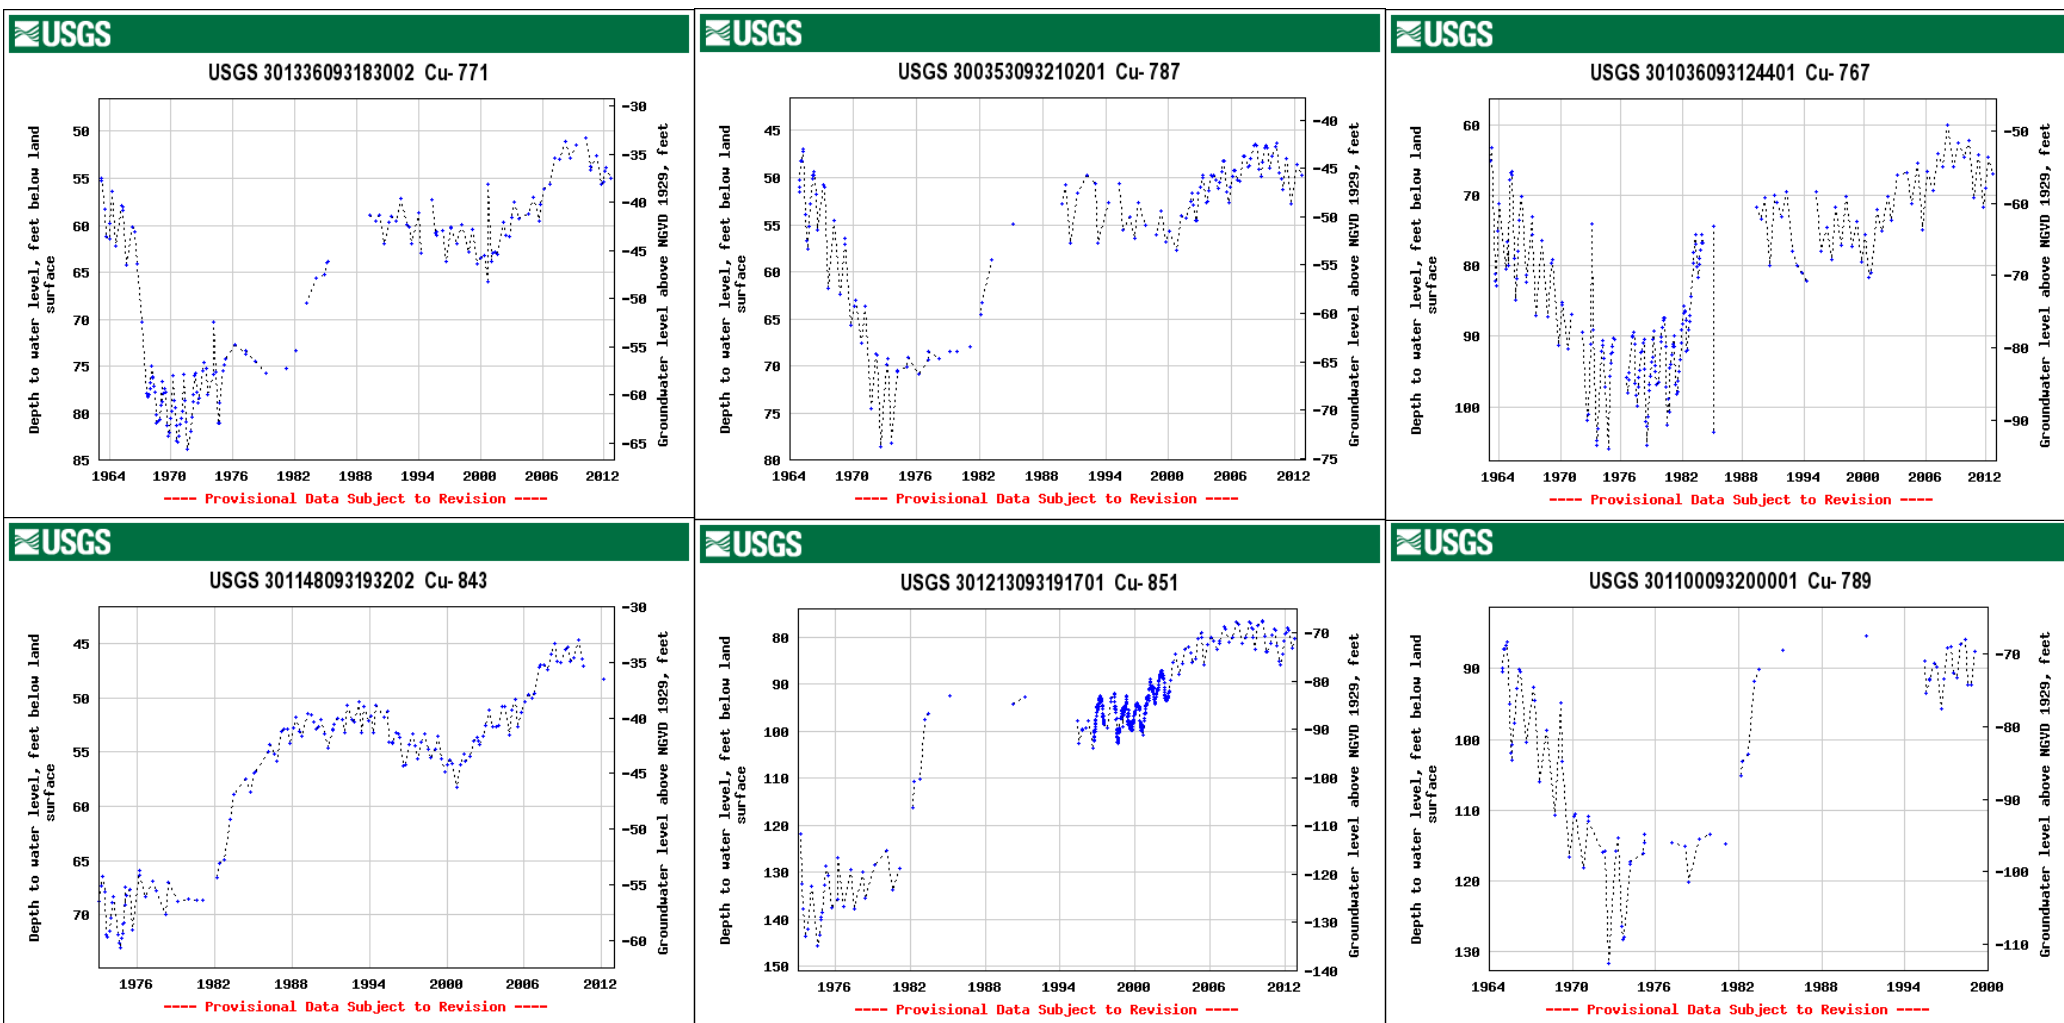 USGS
USGS 301336093183002 Cu- 771
Depth to water level, feet below land
surface
50
55
60
65
70
75
80
85
-30
-35
-40
-45
-50
-55
-60
-65
Groundwater level above NGVD 1929, feet
1964 1970 1976 1982 1988 1994 2000 2006 2012
---- Provisional Data Subject to Revision ----
USGS
USGS 300353093210201 Cu- 787
Depth to water level, feet below land
surface
45
50
55
60
65
70
75
80
-40
-45
-50
-55
-60
-65
-70
-75
Groundwater level above NGVD 1929, feet
1964 1970 1976 1982 1988 1994 2000 2006 2012
---- Provisional Data Subject to Revision ----
USGS
USGS 301036093124401 Cu- 767
Depth to water level, feet below land
surface
60
70
80
90
100
-50
-60
-70
-80
-90
Groundwater level above NGVD 1929, feet
1964 1970 1976 1982 1988 1994 2000 2006 2012
---- Provisional Data Subject to Revision ----
USGS
USGS 301148093193202 Cu- 843
Depth to water level, feet below land
surface
45
50
55
60
65
70
-30
-35
-40
-45
-50
-55
-60
Groundwater level above NGVD 1929, feet
1976 1982 1988 1994 2000 2006 2012
---- Provisional Data Subject to Revision ----
USGS
USGS 301213093191701 Cu- 851
Depth to water level, feet below land
surface
80
90
100
110
120
130
140
150
-70
-80
-90
-100
-110
-120
-130
-140
Groundwater level above NGVD 1929, feet
1976 1982 1988 1994 2000 2006 2012
---- Provisional Data Subject to Revision ----
USGS
USGS 301100093200001 Cu- 789
Depth to water level, feet below land
surface
90
100
110
120
130
-70
-80
-90
-100
-110
Groundwater level above NGVD 1929, feet
1964 1970 1976 1982 1988 1994 2000
---- Provisional Data Subject to Revision ----